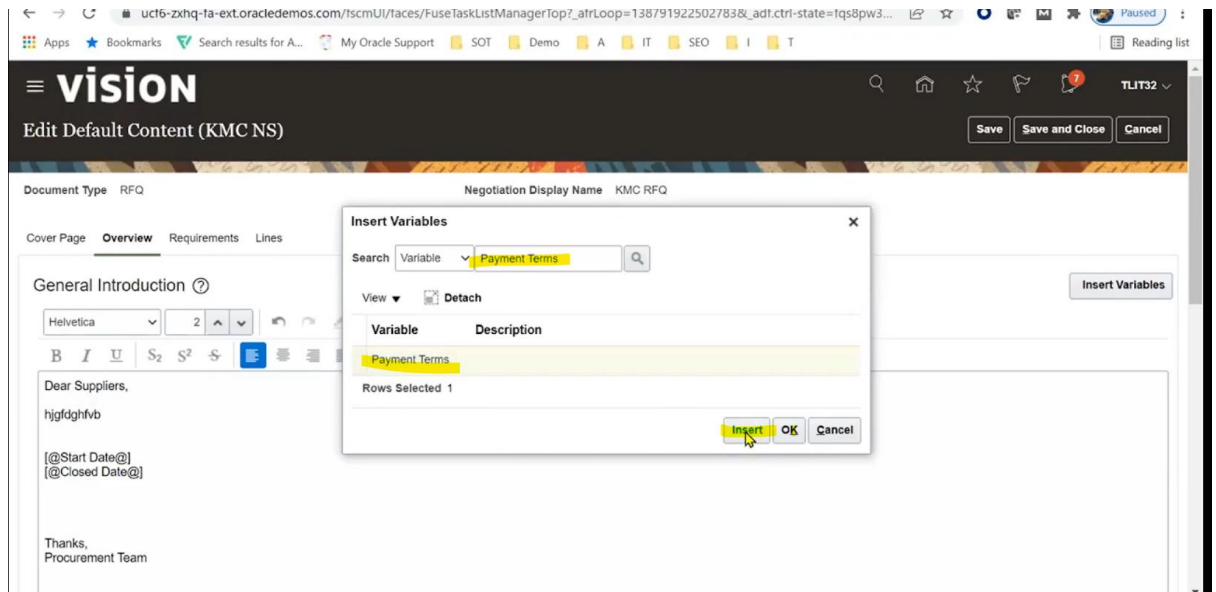 ucf6-zxhq-fa-ext.oracledemos.com/fscmUI/faces/FuseTaskListManagerTop?_afrLoop=138791922502783&_adf.ctrl-state=fqs8pw3... Paused
Apps Bookmarks Search results for A... My Oracle Support SOT Demo A IT SEO I T Reading list
VISION 7 TLIT32
Edit Default Content (KMC NS) Save Save and Close Cancel
Document Type RFQ Negotiation Display Name KMC RFQ
Cover Page Overview Requirements Lines
General Introduction Insert Variables
Helvetica 2
B I U S2 S2 S
Dear Suppliers,
hjgfdghfvb
[@Start Date@]
[@Closed Date@]
Thanks,
Procurement Team
Insert Variables
Search Variable Payment Terms
View Detach
Variable Description
Payment Terms
Rows Selected 1
Insert OK Cancel